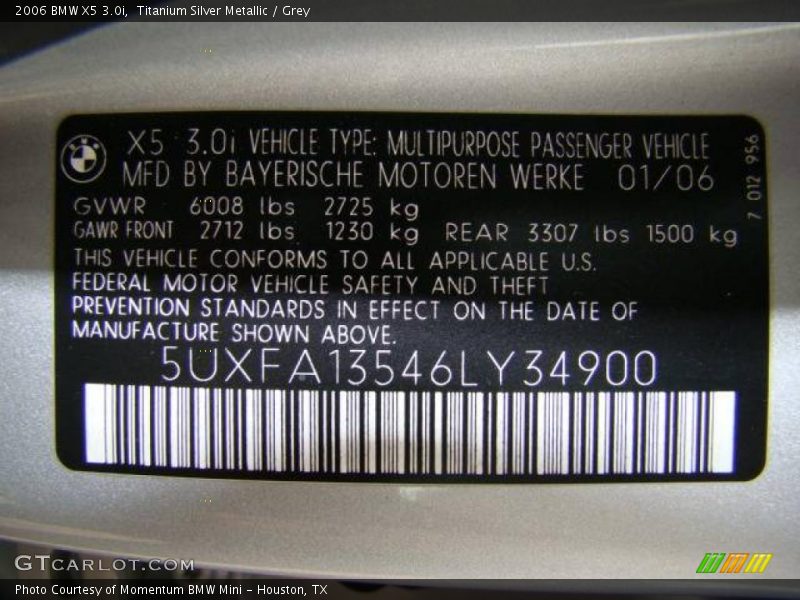 2006 BMW X5 3.0i, Titanium Silver Metallic / Grey
X5 3.0i VEHICLE TYPE: MULTIPURPOSE PASSENGER VEHICLE
MFD BY BAYERISCHE MOTOREN WERKE 01/06
7 012 956
GVWR 6008 lbs 2725 kg
GAWR FRONT 2712 lbs 1230 kg REAR 3307 lbs 1500 kg
THIS VEHICLE CONFORMS TO ALL APPLICABLE U.S.
FEDERAL MOTOR VEHICLE SAFETY AND THEFT
PREVENTION STANDARDS IN EFFECT ON THE DATE OF
MANUFACTURE SHOWN ABOVE.
5UXFA13546LY34900
GTCARLOT.COM
Photo Courtesy of Momentum BMW Mini - Houston, TX